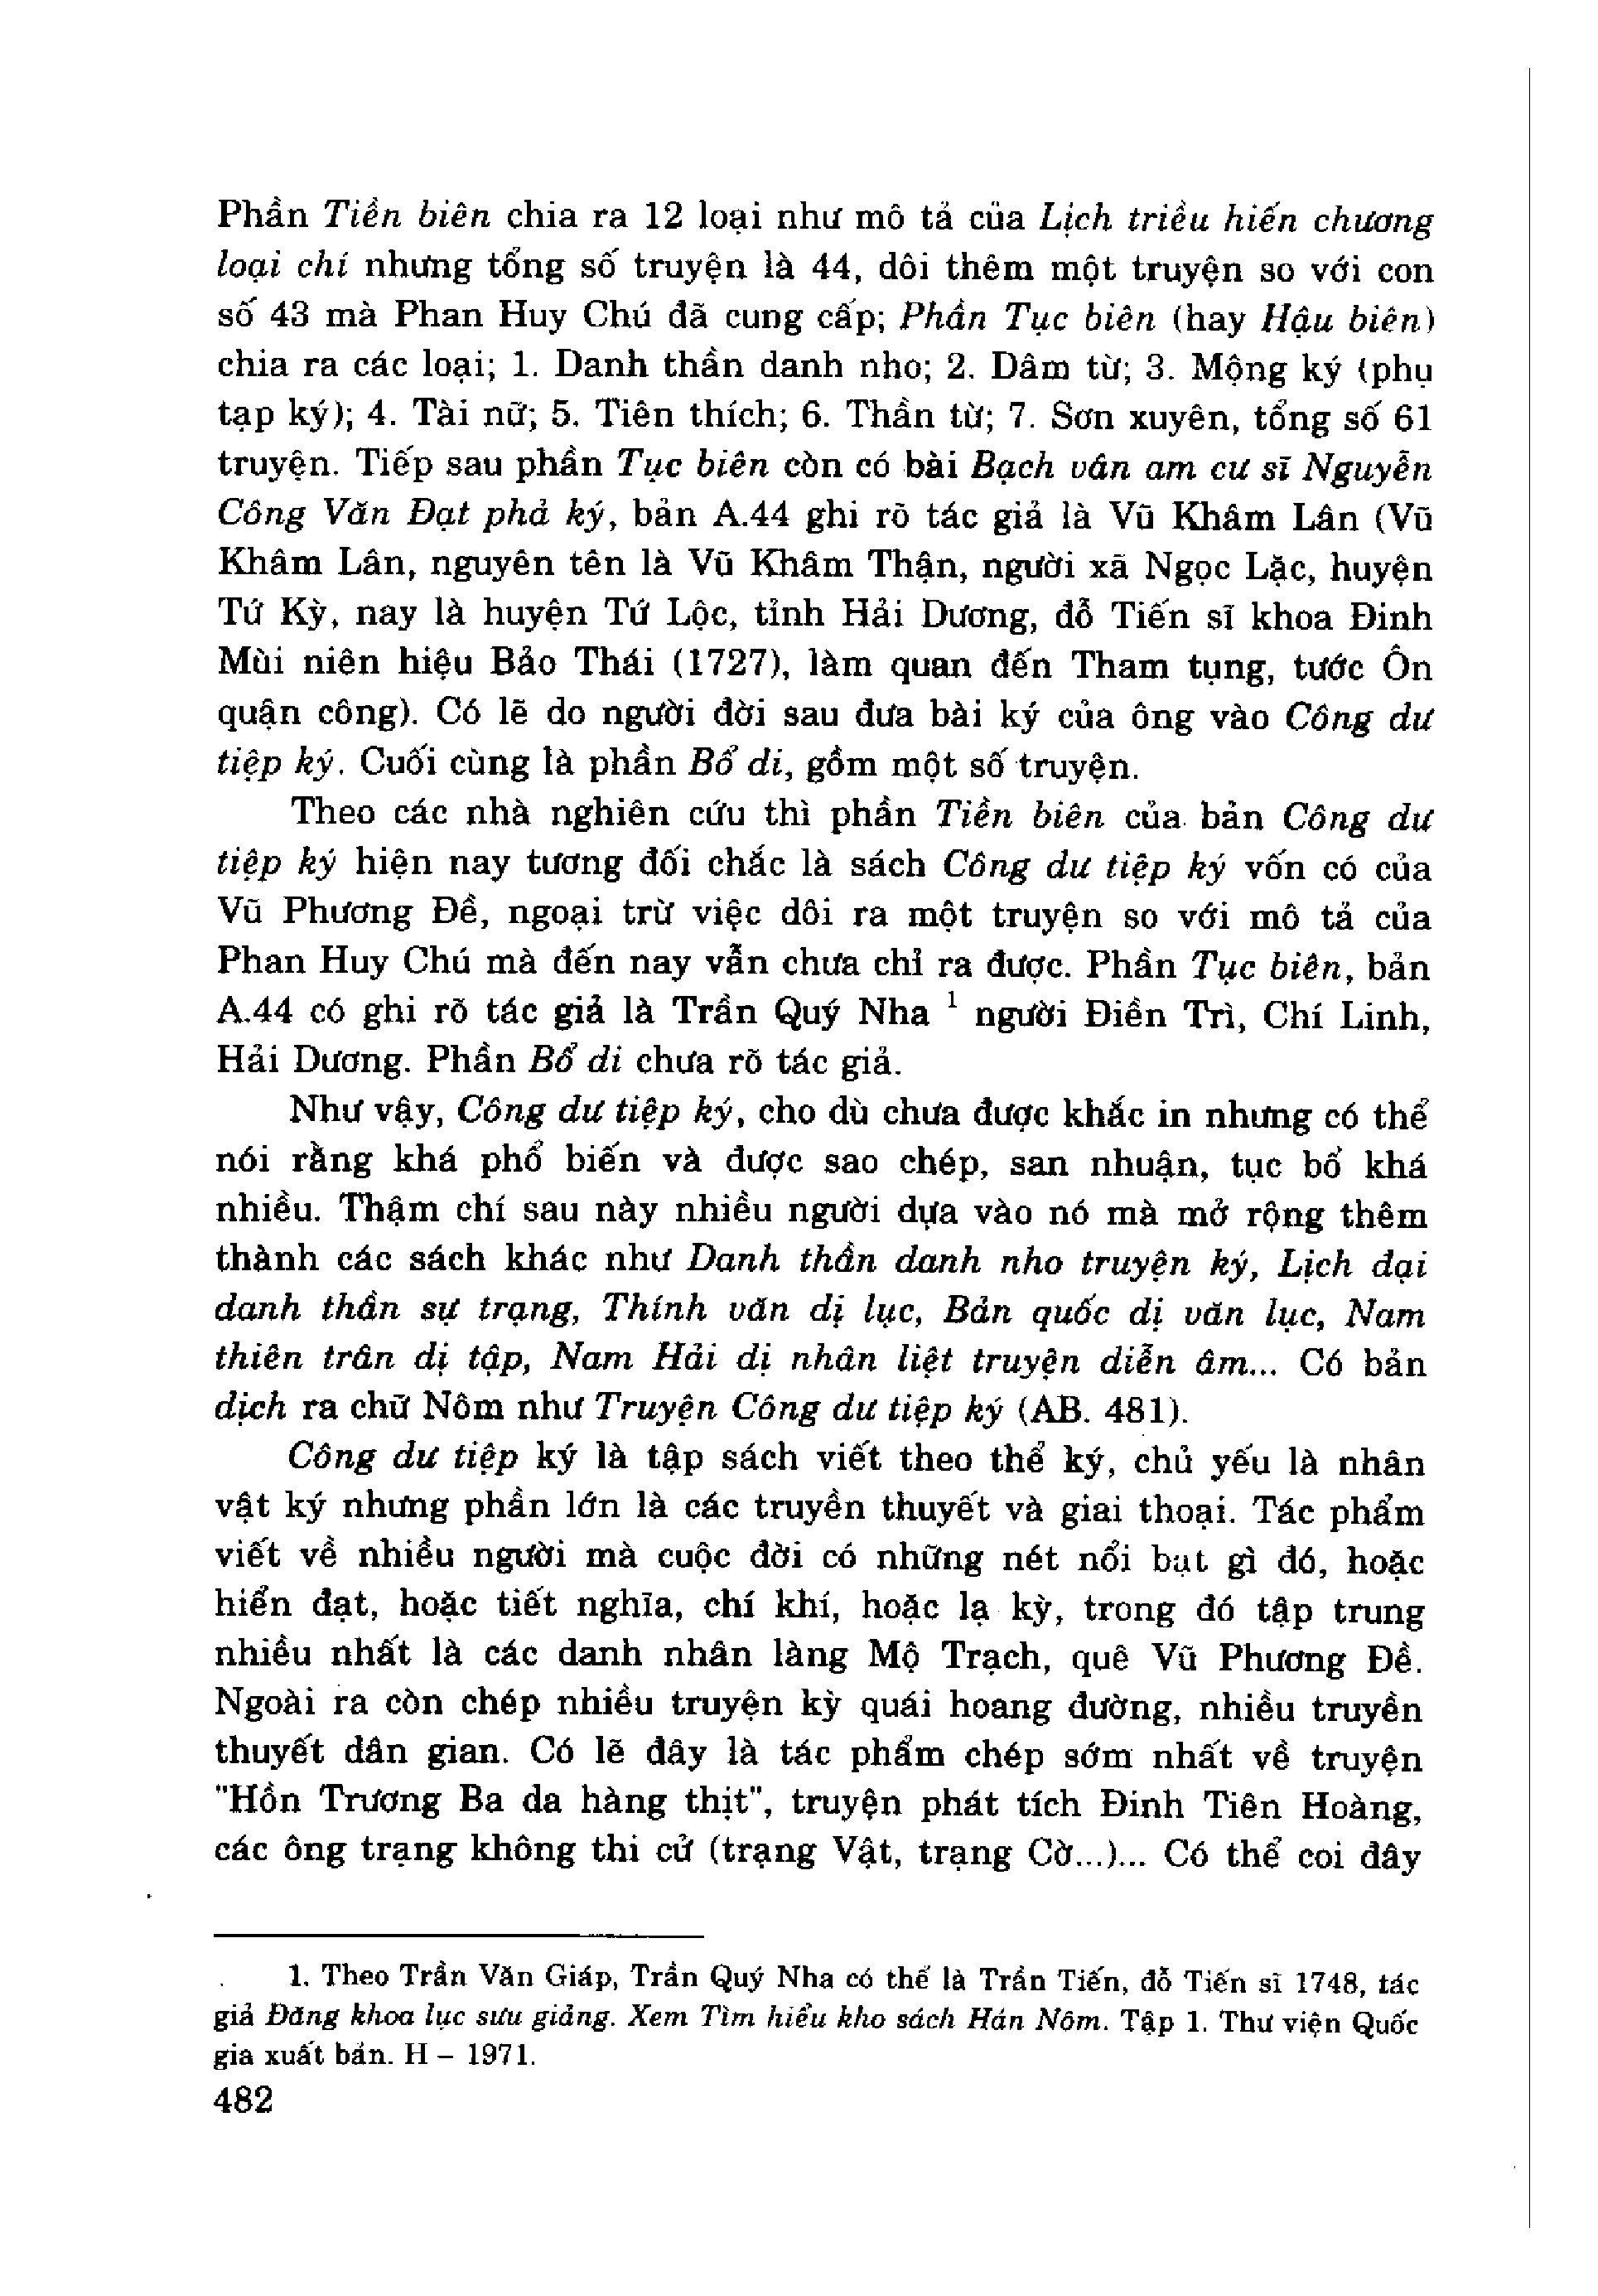 Phần Tiền biên chia ra 12 loại như mô tả của Lịch triều hiến chương
loại chí nhưng tổng số truyện là 44, dôi thêm một truyện so với con
số 43 mà Phan Huy Chú đã cung cấp; Phần Tục biên (hay Hậu biên)
chia ra các loại; 1. Danh thần danh nho; 2. Dâm từ; 3. Mộng ký (phụ
tạp ký); 4. Tài nữ; 5. Tiên thích; 6. Thần từ; 7. Sơn xuyên, tổng số 61
truyện. Tiếp sau phần Tục biên còn có bài Bạch vân am cư sĩ Nguyễn
Công Văn Đạt phả ký, bản A.44 ghi rõ tác giả là Vũ Khâm Lân (Vũ
Khâm Lân, nguyên tên là Vũ Khâm Thận, người xã Ngọc Lặc, huyện
Tứ Kỳ, nay là huyện Tứ Lộc, tỉnh Hải Dương, đỗ Tiến sĩ khoa Đinh
Mùi niên hiệu Bảo Thái (1727), làm quan đến Tham tụng, tước Ôn
quận công). Có lẽ do người đời sau đưa bài ký của ông vào Công dư
tiệp ký. Cuối cùng là phần Bổ di, gồm một số truyện.
Theo các nhà nghiên cứu thì phần Tiền biên của bản Công dư
tiệp ký hiện nay tương đối chắc là sách Công dư tiệp ký vốn có của
Vũ Phương Đề, ngoại trừ việc dôi ra một truyện so với mô tả của
Phan Huy Chú mà đến nay vẫn chưa chỉ ra được. Phần Tục biên, bản
A.44 có ghi rõ tác giả là Trần Quý Nha 1 người Điền Trì, Chí Linh,
Hải Dương. Phần Bổ di chưa rõ tác giả.
Như vậy, Công dư tiệp ký, cho dù chưa được khắc in nhưng có thể
nói rằng khá phổ biến và được sao chép, san nhuận, tục bổ khá
nhiều. Thậm chí sau này nhiều người dựa vào nó mà mở rộng thêm
thành các sách khác như Danh thần danh nho truyện ký, Lịch đại
danh thần sự trạng, Thính văn dị lục, Bản quốc dị văn lục, Nam
thiên trân dị tập, Nam Hải dị nhân liệt truyện diễn âm... Có bản
dịch ra chữ Nôm như Truyện Công dư tiệp ký (AB. 481).
Công dư tiệp ký là tập sách viết theo thể ký, chủ yếu là nhân
vật ký nhưng phần lớn là các truyền thuyết và giai thoại. Tác phẩm
viết về nhiều người mà cuộc đời có những nét nổi bật gì đó, hoặc
hiển đạt, hoặc tiết nghĩa, chí khí, hoặc lạ kỳ, trong đó tập trung
nhiều nhất là các danh nhân làng Mộ Trạch, quê Vũ Phương Đề.
Ngoài ra còn chép nhiều truyện kỳ quái hoang đường, nhiều truyền
thuyết dân gian. Có lẽ đây là tác phẩm chép sớm nhất về truyện
"Hồn Trương Ba da hàng thịt", truyện phát tích Đinh Tiên Hoàng,
các ông trạng không thi cử (trạng Vật, trạng Cờ...)... Có thể coi đây
1. Theo Trần Văn Giáp, Trần Quý Nha có thể là Trần Tiến, đỗ Tiến sĩ 1748, tác
giả Đăng khoa lục sưu giảng. Xem Tìm hiểu kho sách Hán Nôm. Tập 1. Thư viện Quốc
gia xuất bản. H – 1971.
482